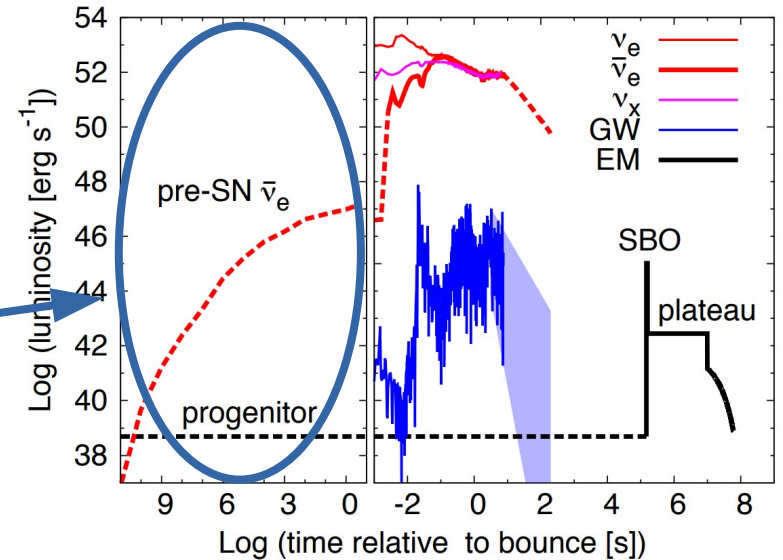 Log (luminosity [erg s⁻¹])
54
52
50
48
46
44
42
40
38
pre-SN ν̄ₑ
progenitor
νₑ
ν̄ₑ
νₓ
GW
EM
SBO
plateau
9 6 3 0 -2 0 2 4 6 8
Log (time relative to bounce [s])